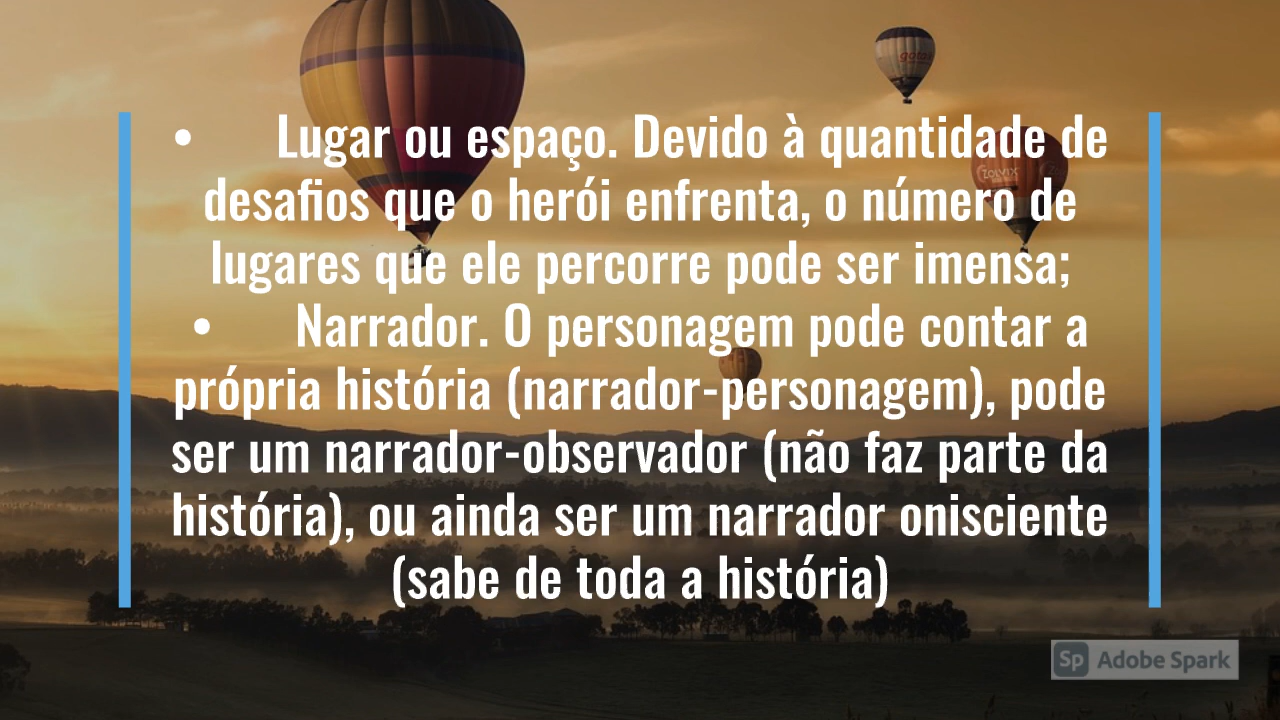 • Lugar ou espaço. Devido à quantidade de
desafios que o herói enfrenta, o número de
lugares que ele percorre pode ser imensa;
• Narrador. O personagem pode contar a
própria história (narrador-personagem), pode
ser um narrador-observador (não faz parte da
história), ou ainda ser um narrador onisciente
(sabe de toda a história)
Sp Adobe Spark